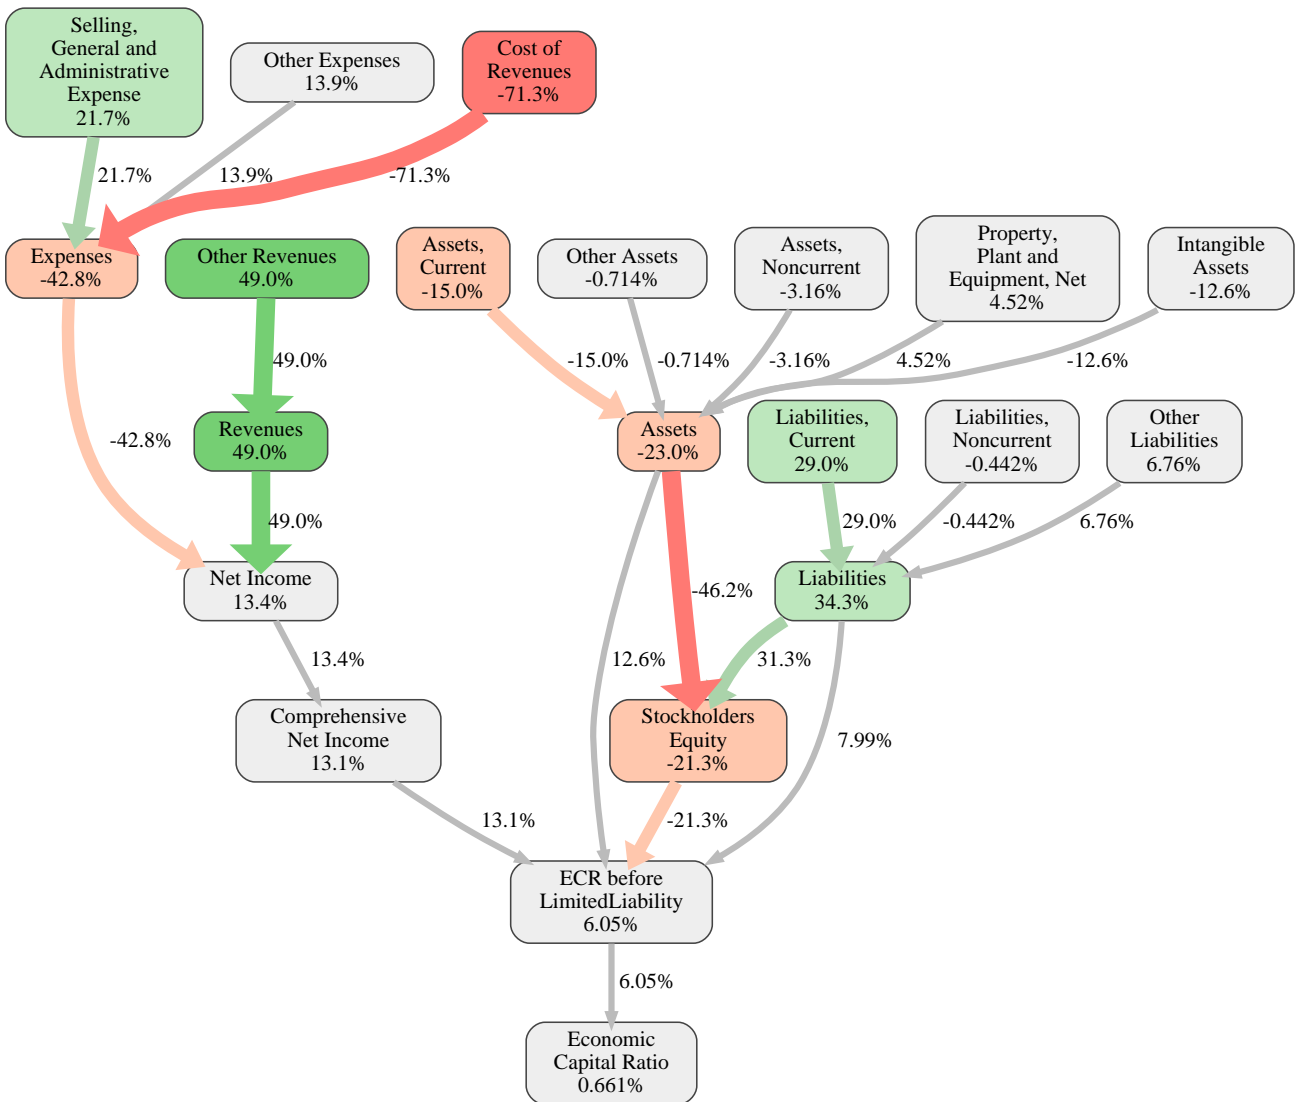 Selling,
General and
Administrative
Expense
21.7%
Other Expenses
13.9%
Cost of
Revenues
-71.3%
21.7%
13.9%
-71.3%
Expenses
-42.8%
Other Revenues
49.0%
Assets,
Current
-15.0%
Other Assets
-0.714%
Assets,
Noncurrent
-3.16%
Property,
Plant and
Equipment, Net
4.52%
Intangible
Assets
-12.6%
49.0%
-15.0%
-0.714%
-3.16%
4.52%
-12.6%
-42.8%
Revenues
49.0%
Assets
-23.0%
Liabilities,
Current
29.0%
Liabilities,
Noncurrent
-0.442%
Other
Liabilities
6.76%
49.0%
29.0%
-0.442%
6.76%
Net Income
13.4%
-46.2%
Liabilities
34.3%
13.4%
12.6%
31.3%
Comprehensive
Net Income
13.1%
Stockholders
Equity
-21.3%
7.99%
13.1%
-21.3%
ECR before
LimitedLiability
6.05%
6.05%
Economic
Capital Ratio
0.661%